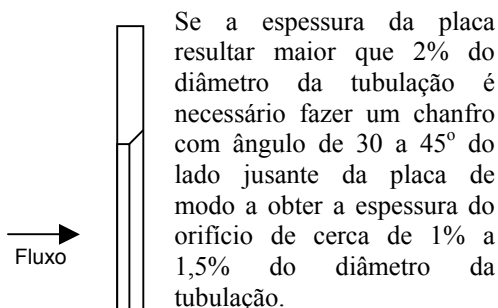 Se a espessura da placa
resultar maior que 2% do
diâmetro da tubulação é
necessário fazer um chanfro
com ângulo de 30 a 45º do
lado jusante da placa de
modo a obter a espessura do
orifício de cerca de 1% a
1,5% do diâmetro da
tubulação.
Fluxo